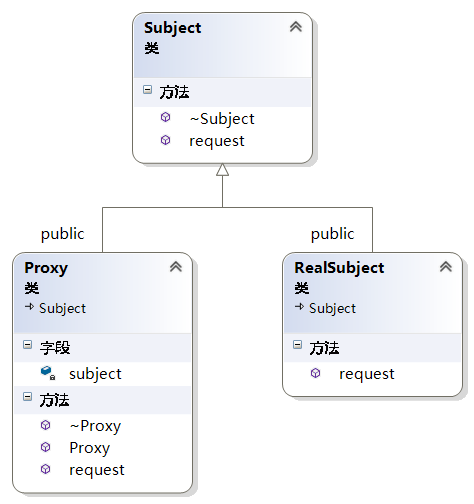 Subject
类
方法
~Subject
request
public
public
Proxy
类
Subject
字段
subject
方法
~Proxy
Proxy
request
RealSubject
类
Subject
方法
request